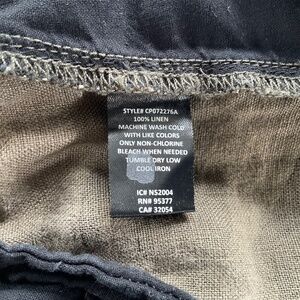 STYLE# CP072276A
100% LINEN
MACHINE WASH COLD
WITH LIKE COLORS
ONLY NON-CHLORINE
BLEACH WHEN NEEDED
TUMBLE DRY LOW
COOL IRON
IC# NS2004
RN# 95377
CA# 32054